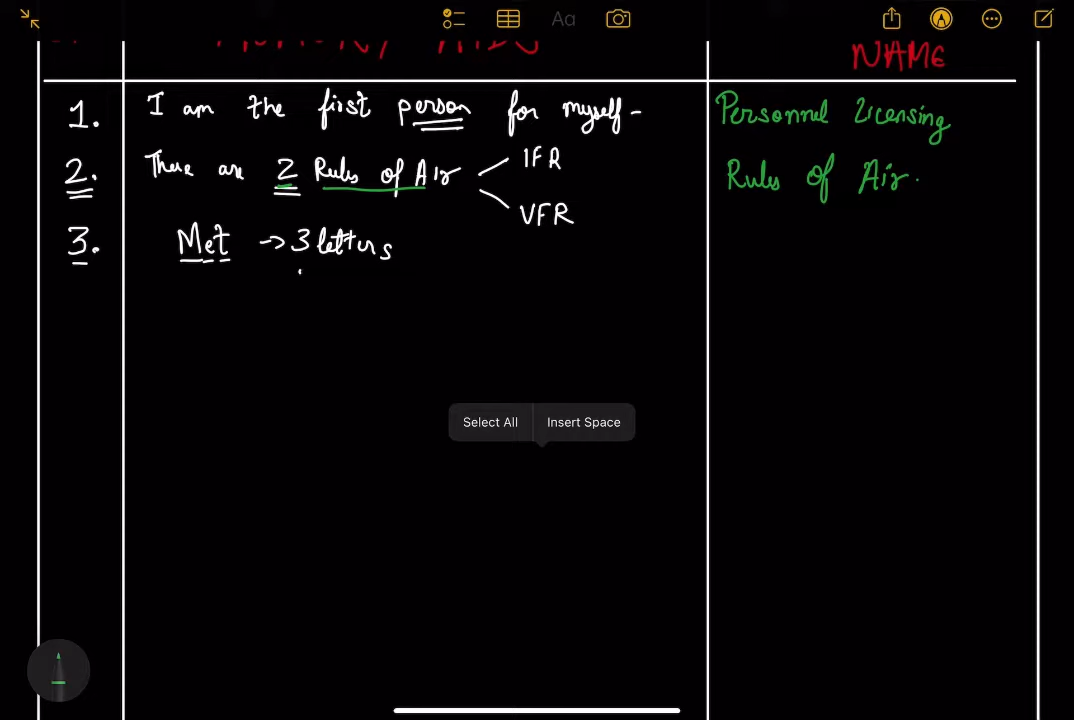 Aa
NAME
1. I am the first person for myself- Personnel Licensing
2. There are 2 Rules of Air IFR Rules of Air.
VFR
3. Met → 3 letters
Select All Insert Space